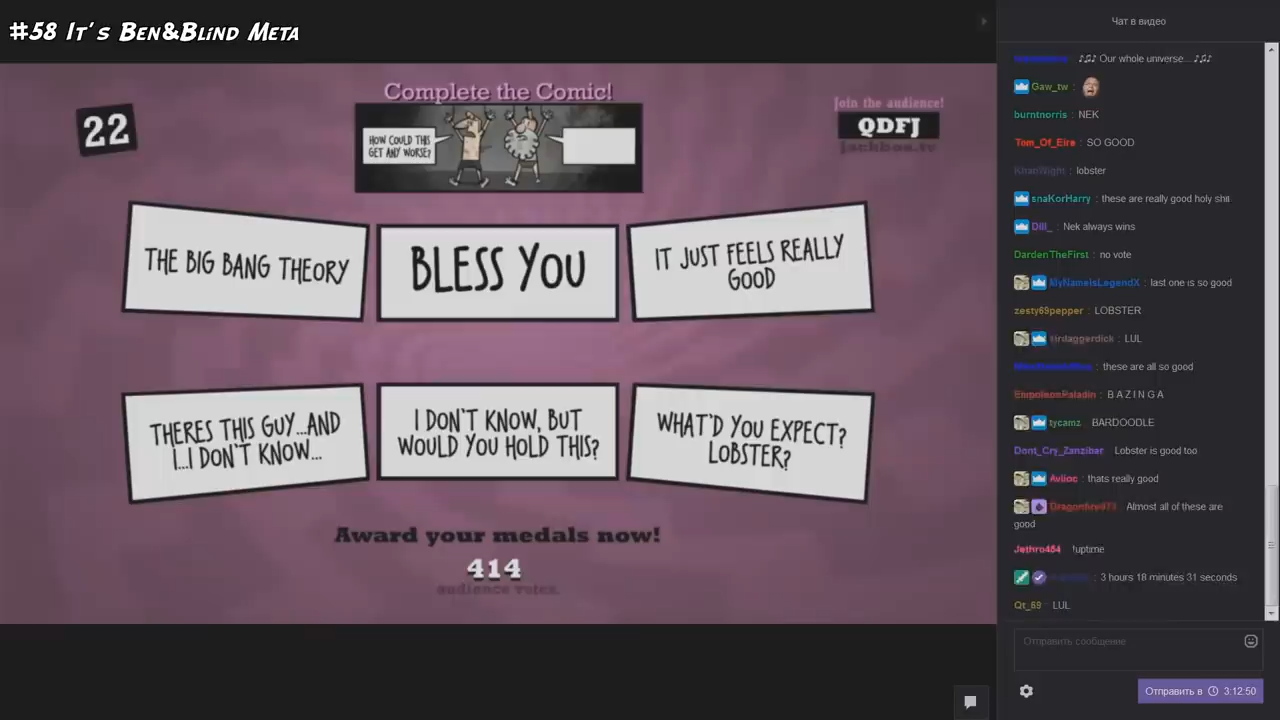 #58 It's Ben&Blind Meta
22
Complete the Comic!
HOW COULD THIS
GET ANY WORSE?
Join the audience!
QDFJ
jackbox.tv
THE BIG BANG THEORY
BLESS YOU
IT JUST FEELS REALLY
GOOD
THERES THIS GUY...AND
I...I DON'T KNOW...
I DON'T KNOW, BUT
WOULD YOU HOLD THIS?
WHAT'D YOU EXPECT?
LOBSTER?
Award your medals now!
414
audience votes.
Чат в видео
♪♫♪ Our whole universe... ♪♫♪
Gaw_tw :
burntnorris : NEK
Tom_Of_Eire : SO GOOD
KhanWight : lobster
snaKorHarry : these are really good holy shit
Dill_ : Nek always wins
DardenTheFirst : no vote
MyNameIsLegendX : last one is so good
zesty69pepper : LOBSTER
sirdagperdick : LUL
: these are all so good
EmpoleonPaladin : B A Z I N G A
tycamz : BARDOODLE
Dont_Cry_Zanzibar : Lobster is good too
Avlioc : thats really good
Dragonfire413 : Almost all of these are
good
Jethro454 : !uptime
: 3 hours 18 minutes 31 seconds
Qt_69 : LUL
Отправить сообщение
Отправить в 3:12:50